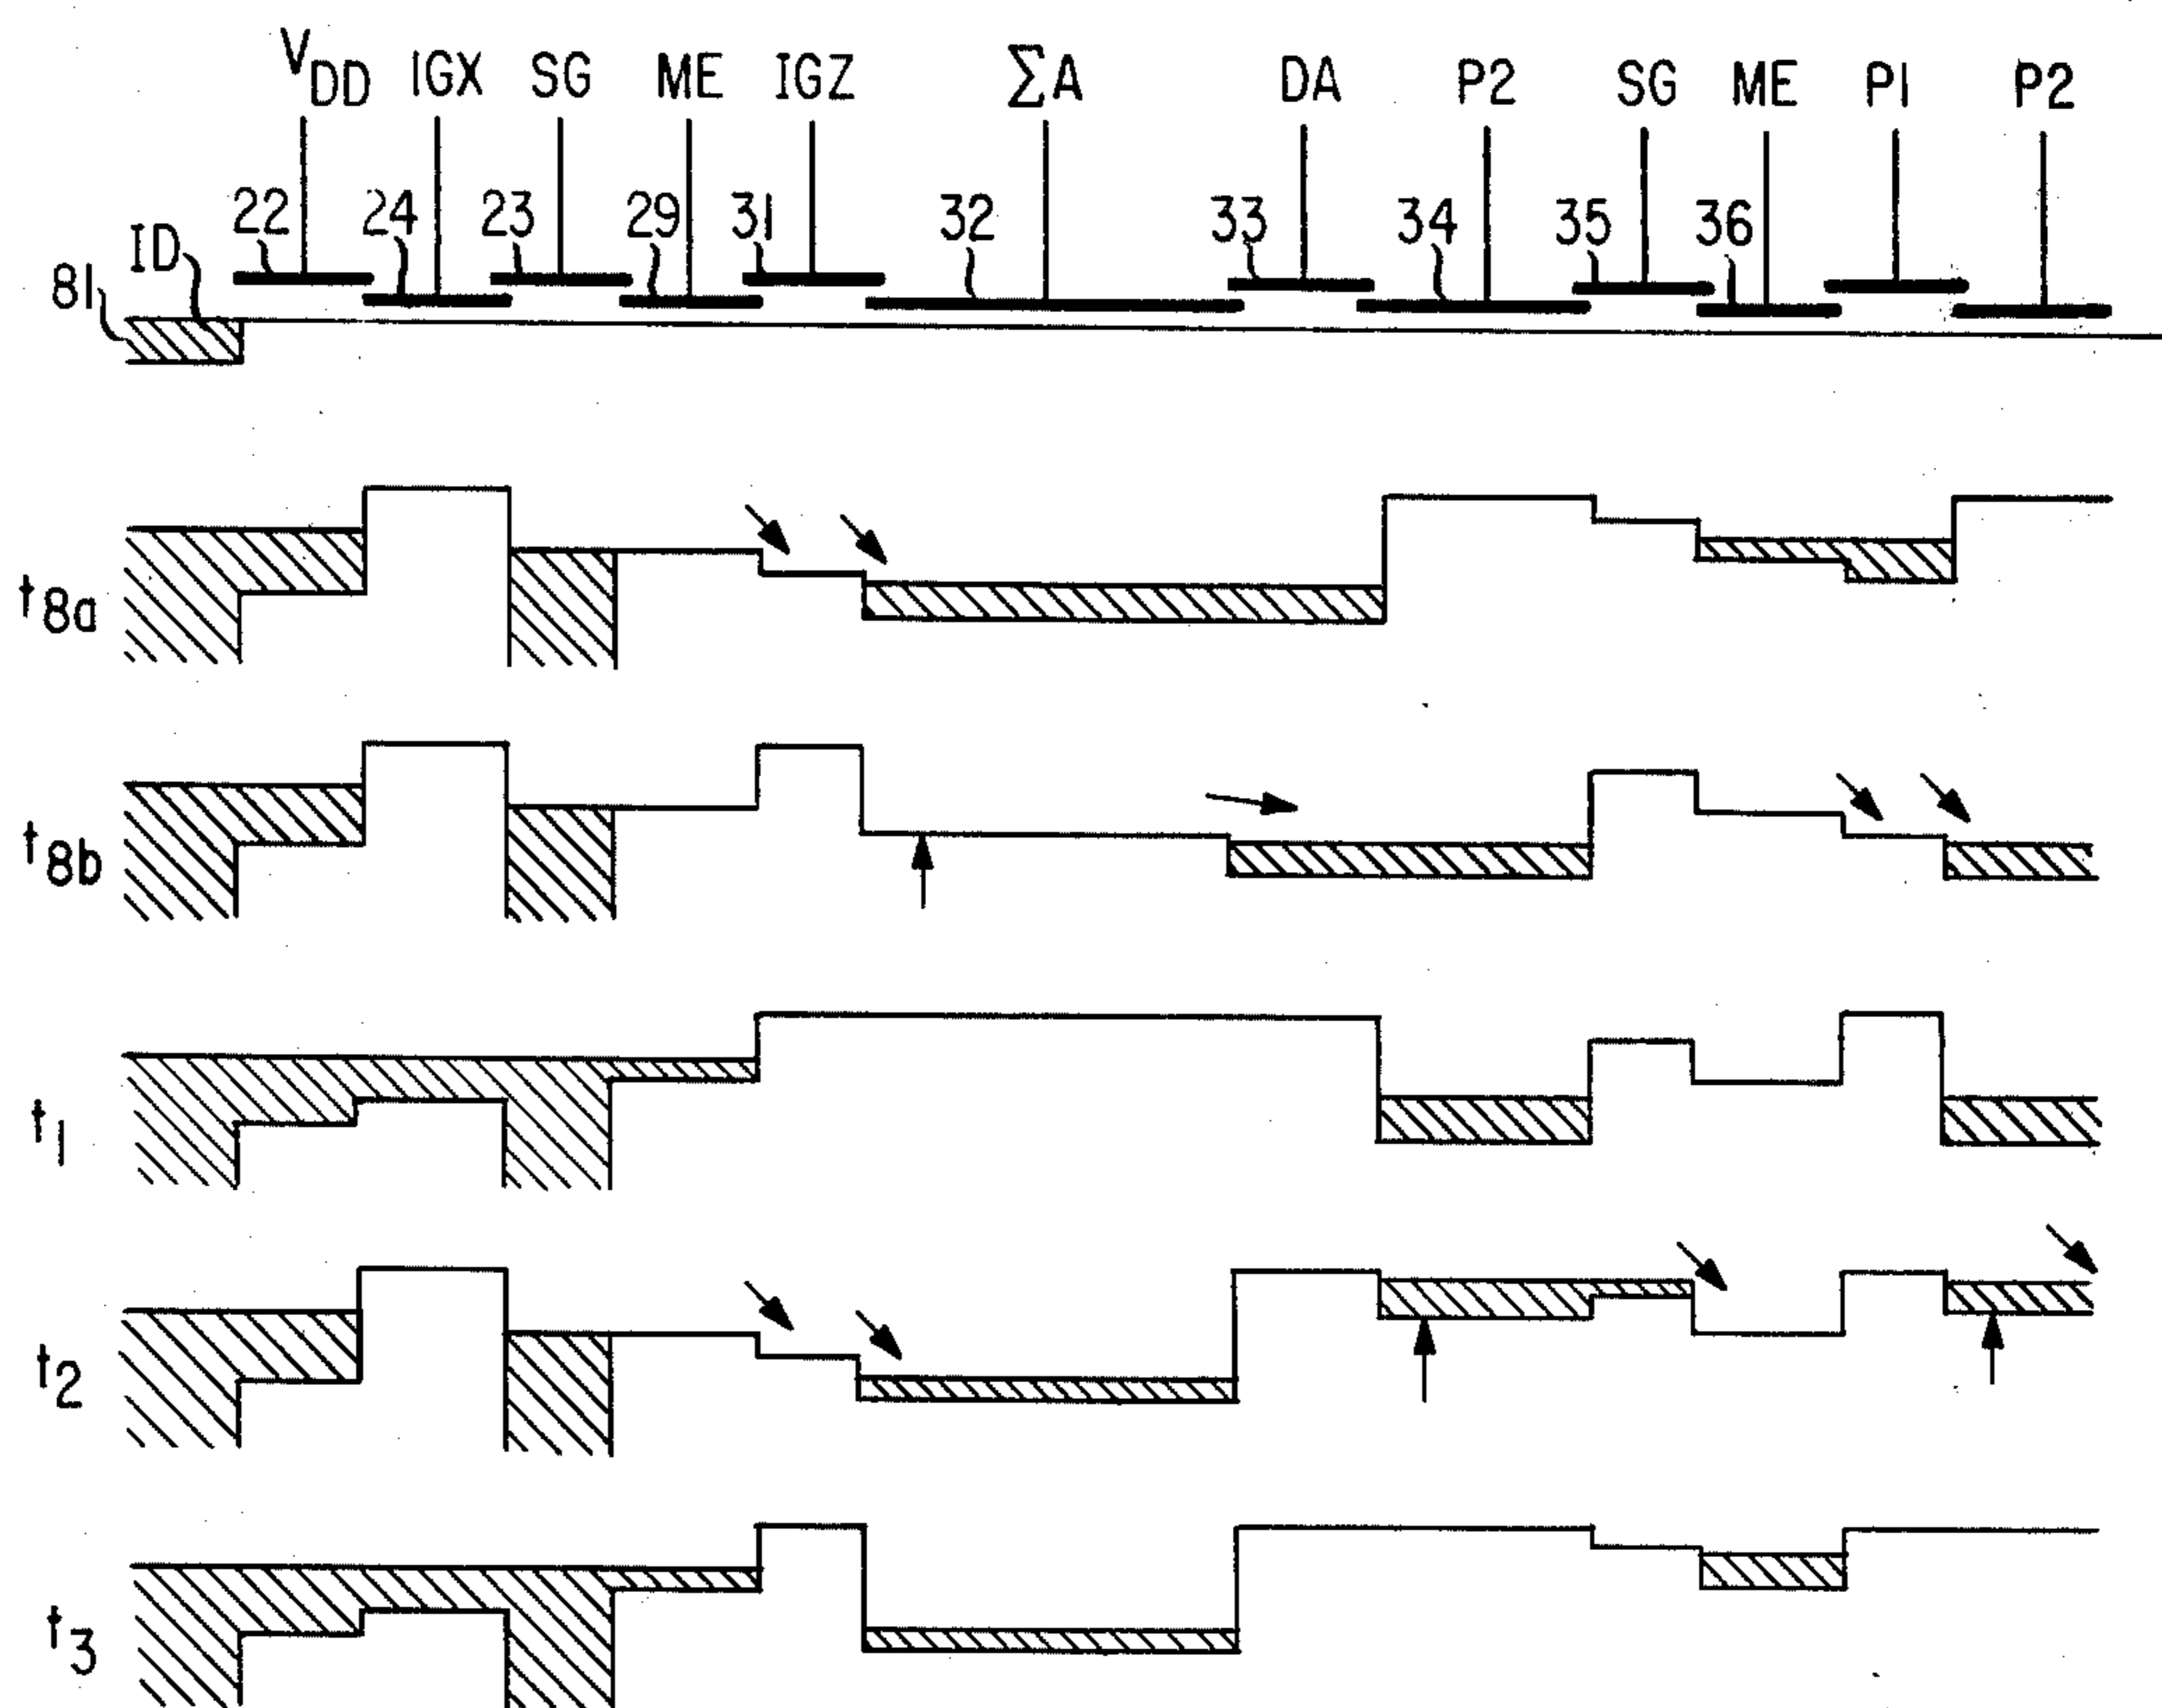 V_DD IGX SG ME IGZ ΣA DA P2 SG ME P1 P2
22 24 23 29 31 32 33 34 35 36
81 ID
t8a
t8b
t1
t2
t3